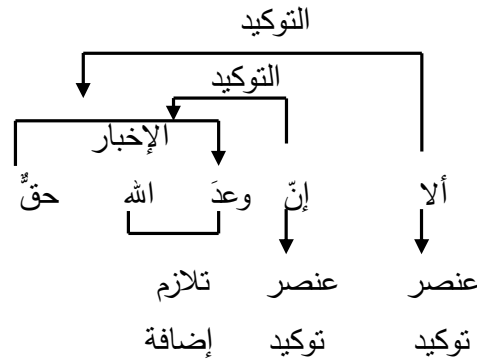 التوكيد
التوكيد
الإخبار
ألا إنّ وعدَ الله حقٌّ
عنصر عنصر تلازم
توكيد توكيد إضافة